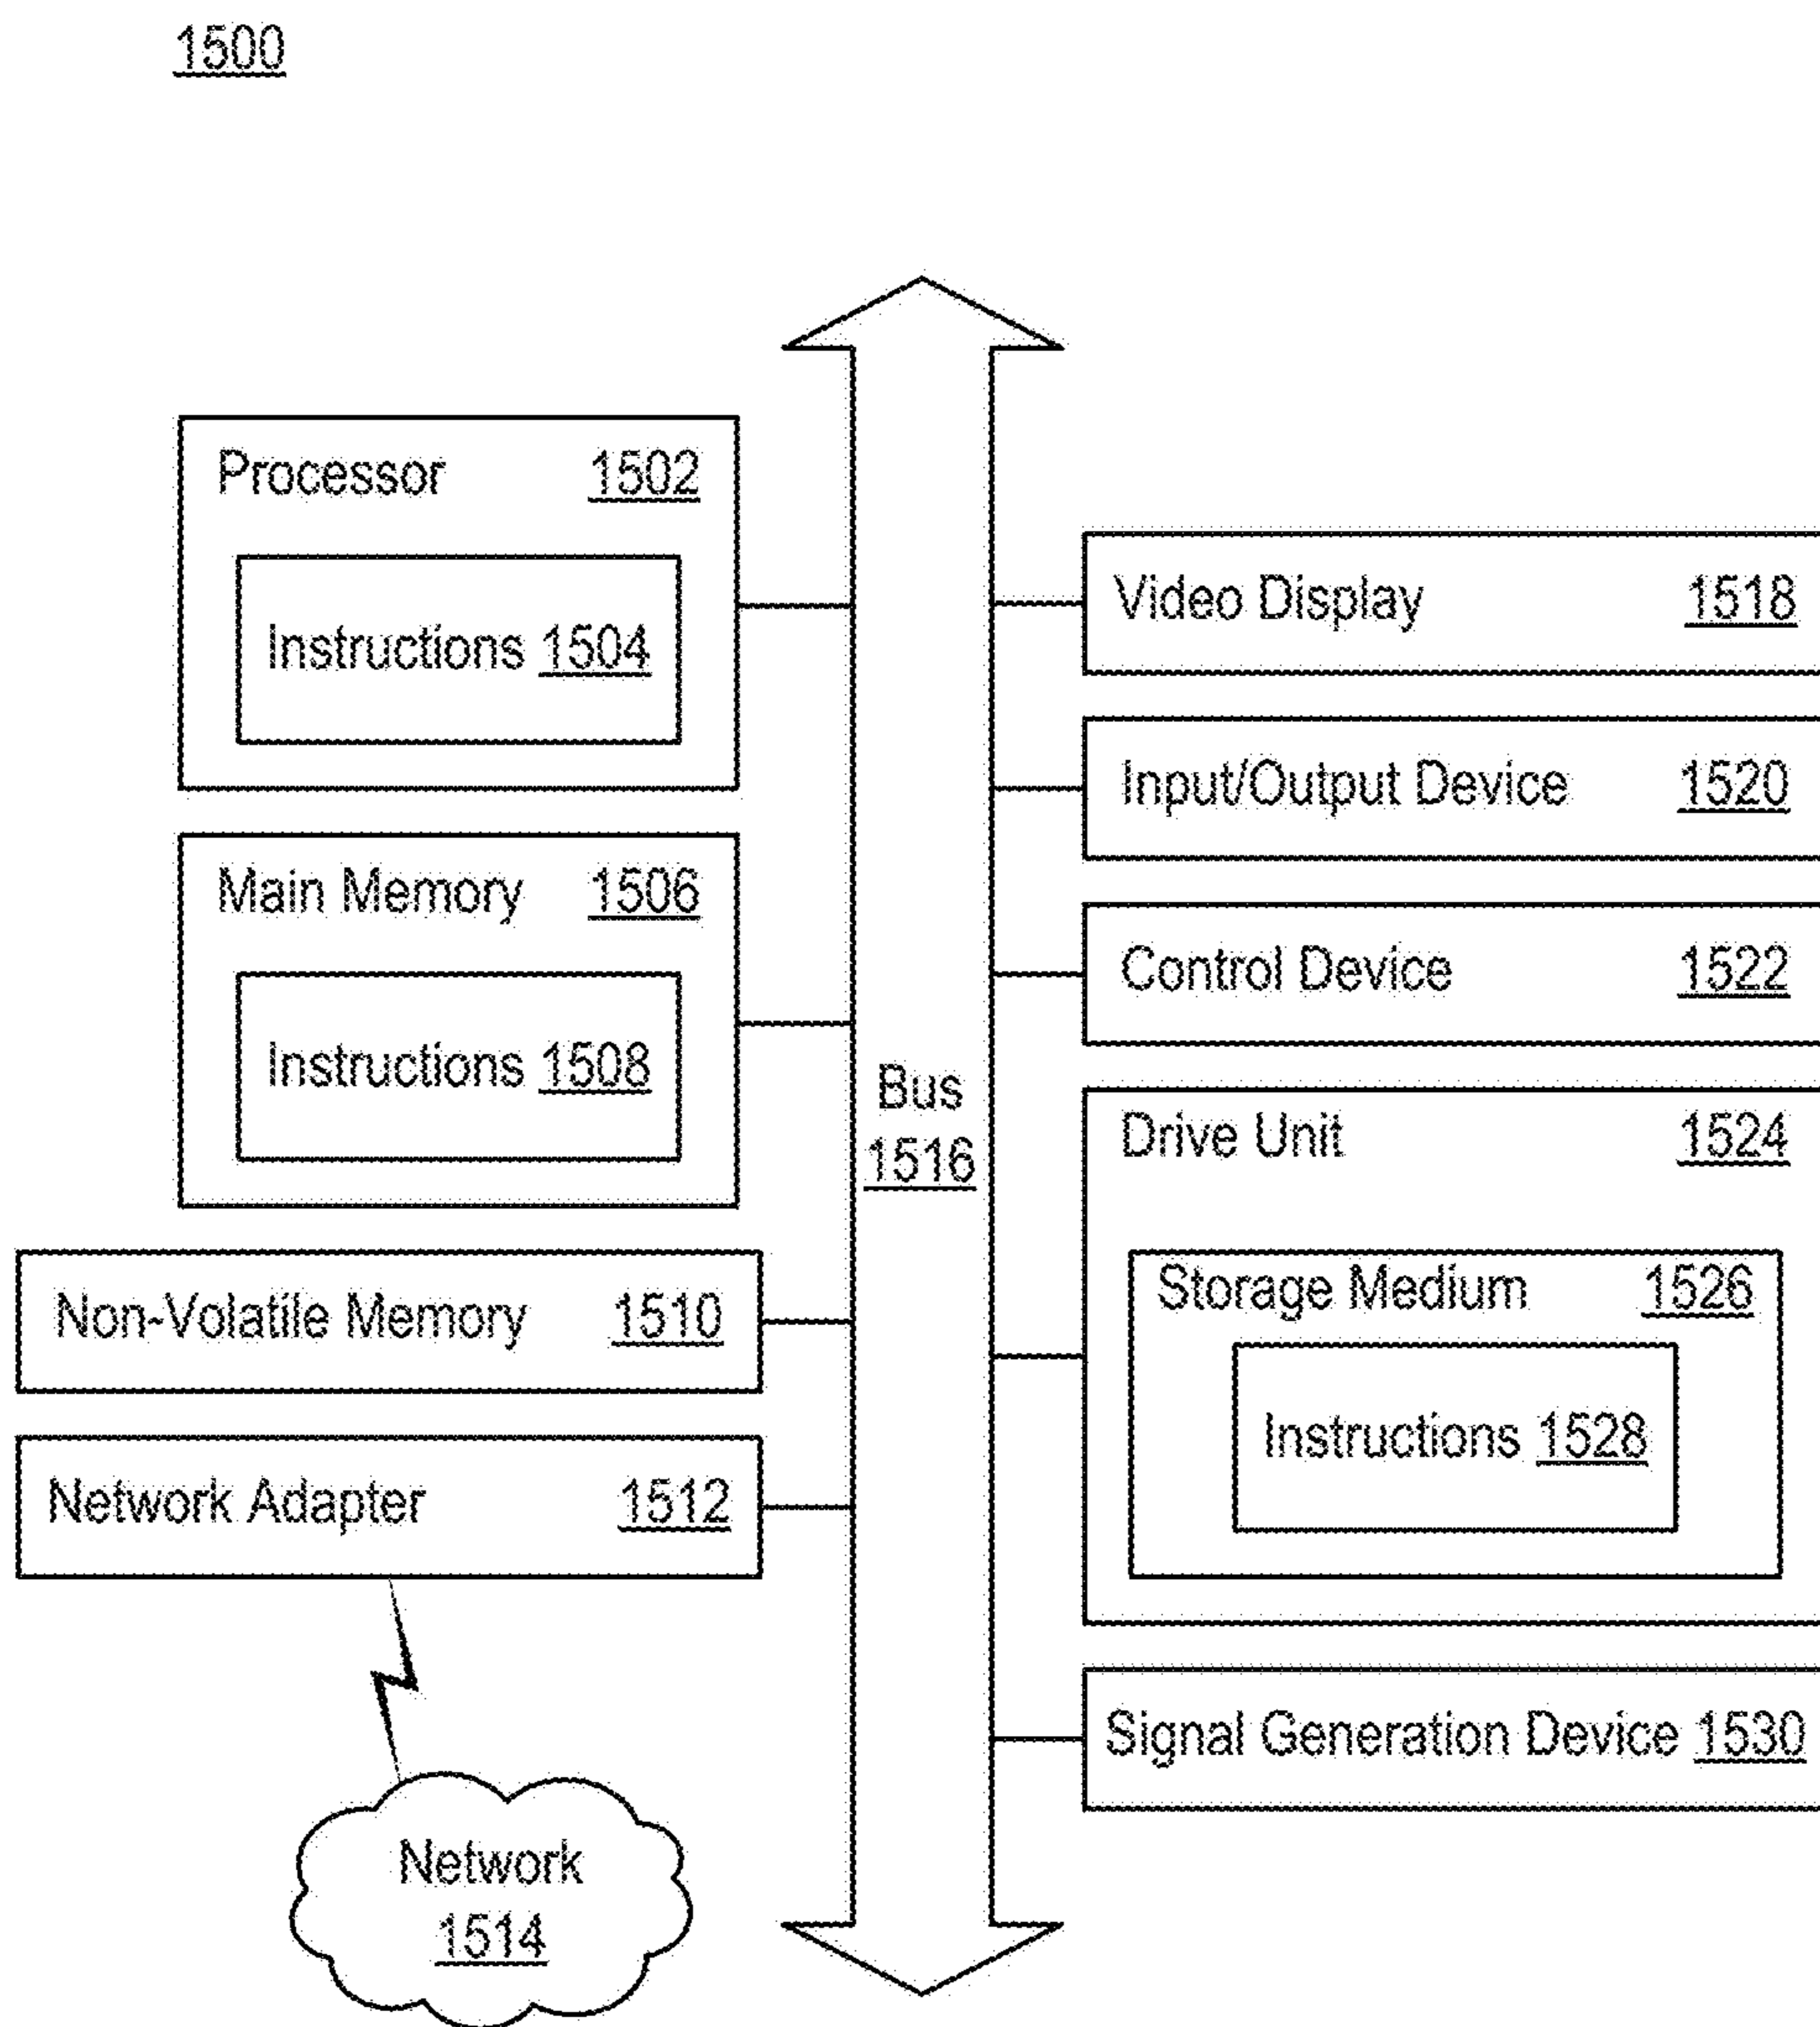 1500
Processor 1502
Instructions 1504
Main Memory 1506
Instructions 1508
Non-Volatile Memory 1510
Network Adapter 1512
Network
1514
Bus
1516
Video Display 1518
Input/Output Device 1520
Control Device 1522
Drive Unit 1524
Storage Medium 1526
Instructions 1528
Signal Generation Device 1530